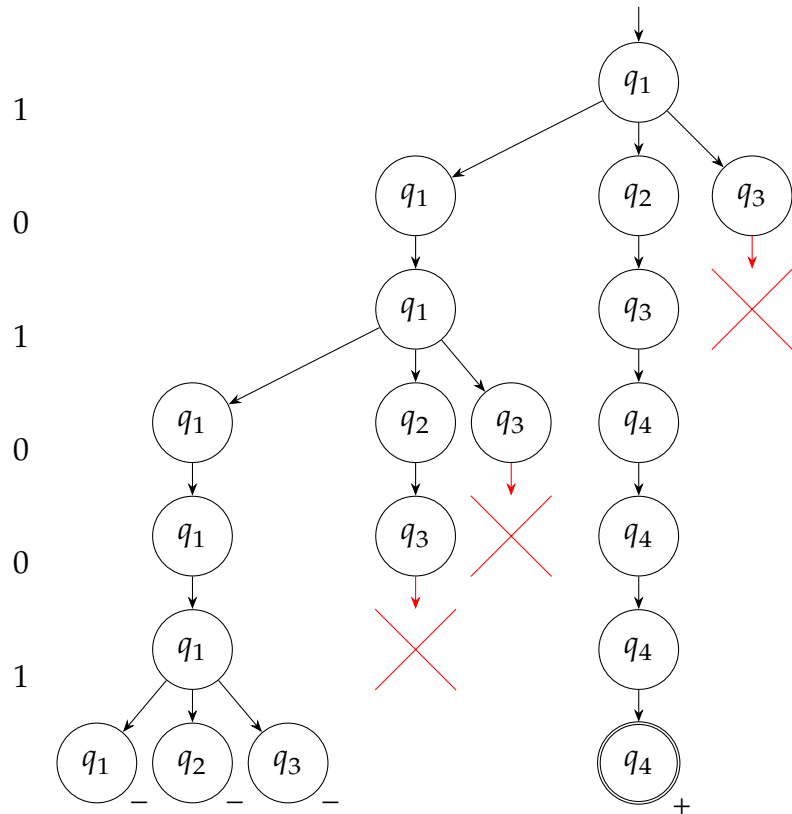 q₁
1
q₁ q₂ q₃
0
q₁ q₃
1
q₁ q₂ q₃ q₄
0
q₁ q₃ q₄
0
q₁ q₄
1
q₁ − q₂ − q₃ − q₄ +